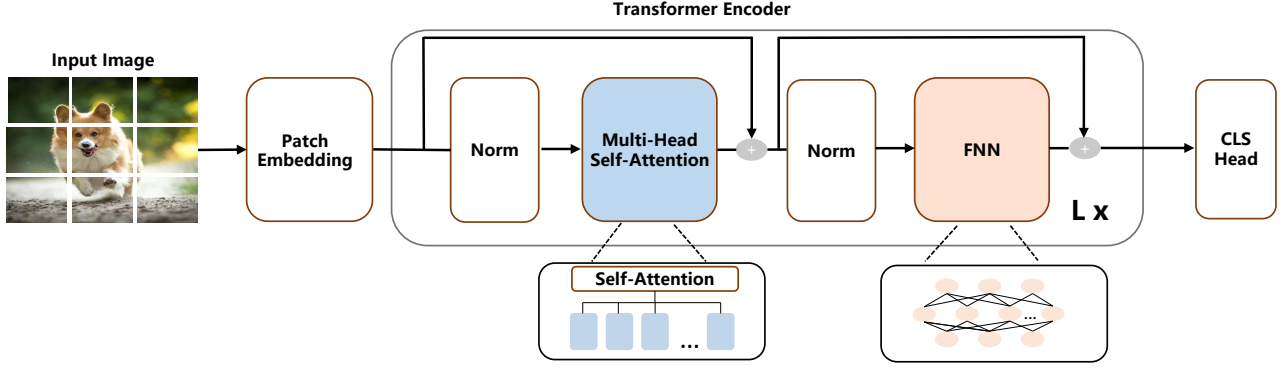 Transformer Encoder
Input Image
Patch
Embedding
Norm
Multi-Head
Self-Attention
+
Norm
FNN
+
L x
CLS
Head
Self-Attention
...
...